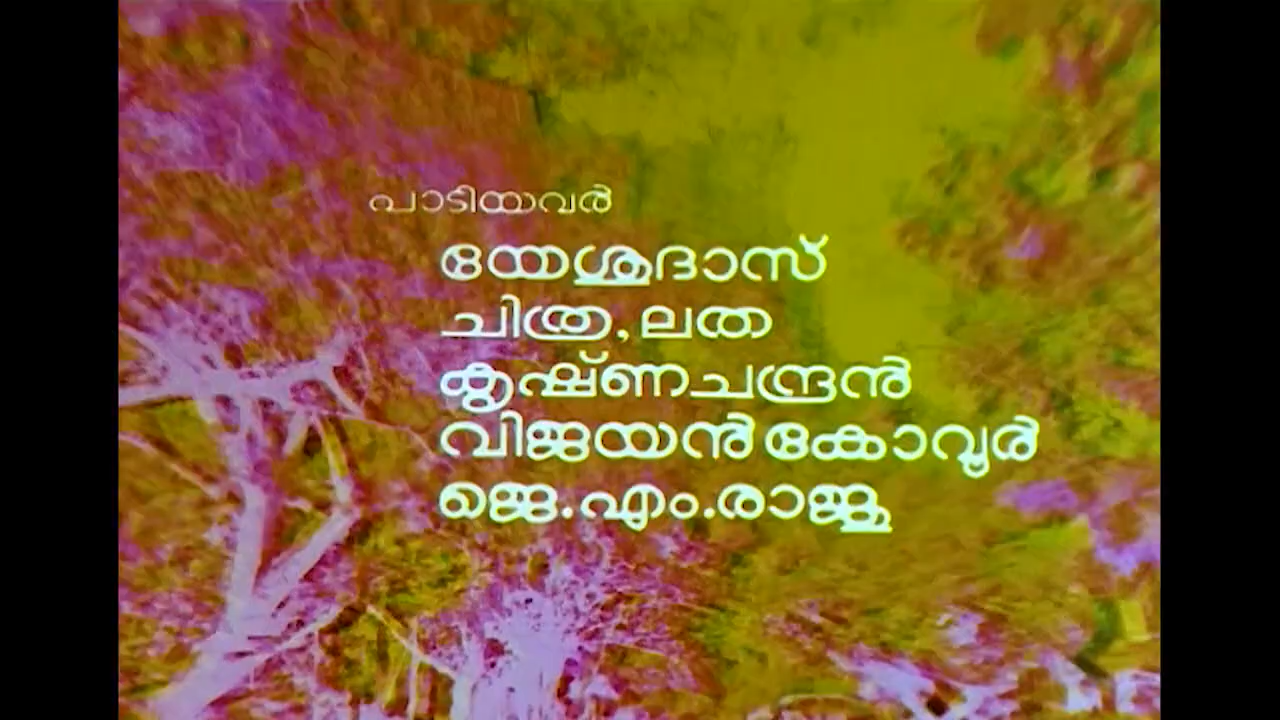 പാടിയവർ
യേശുദാസ്
ചിത്ര, ലത
കൃഷ്ണചന്ദ്രൻ
വിജയൻ കോവൂർ
ജെ.എം.രാജു